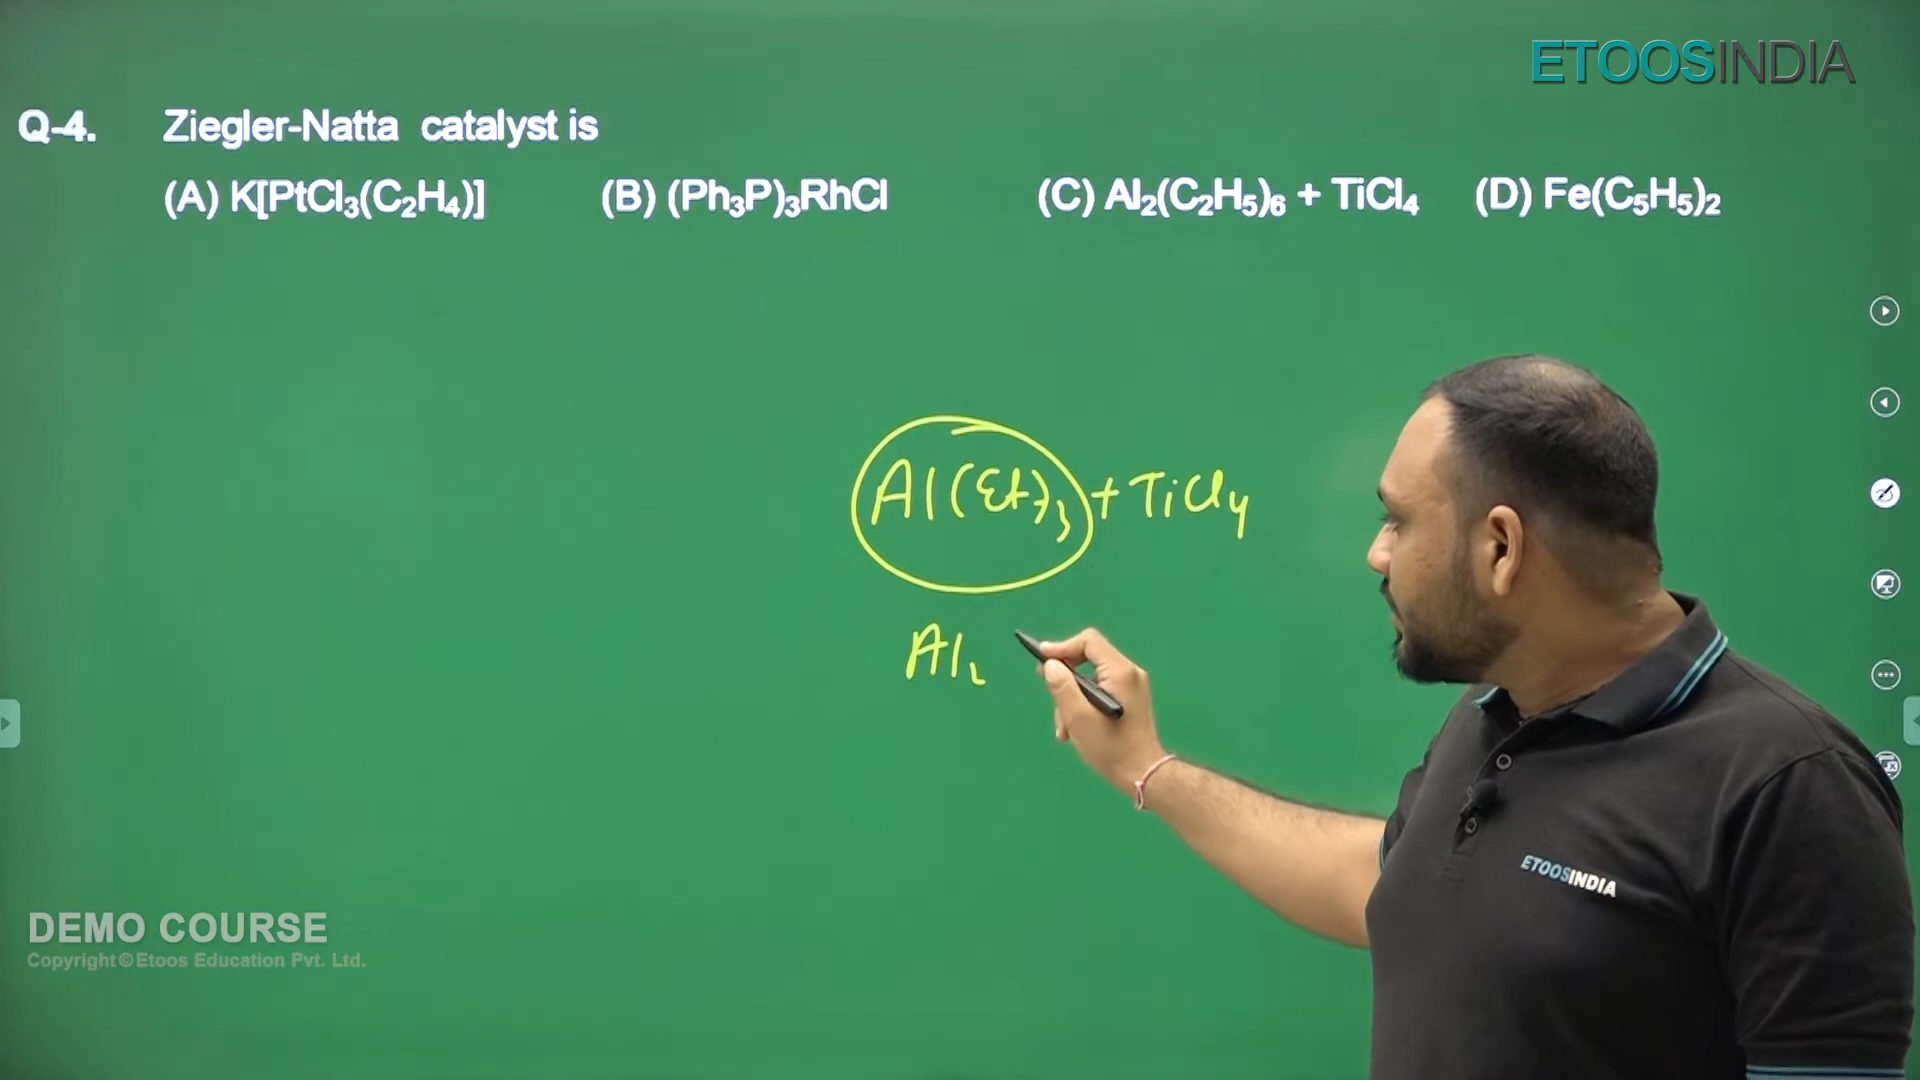 ETOOSINDIA
Q-4. Ziegler-Natta catalyst is
(A) K[PtCl₃(C₂H₄)] (B) (Ph₃P)₃RhCl (C) Al₂(C₂H₅)₆ + TiCl₄ (D) Fe(C₅H₅)₂
Al(Et)₃ + TiCl₄
Al₂
ETOOSINDIA
DEMO COURSE
Copyright©Etoos Education Pvt. Ltd.